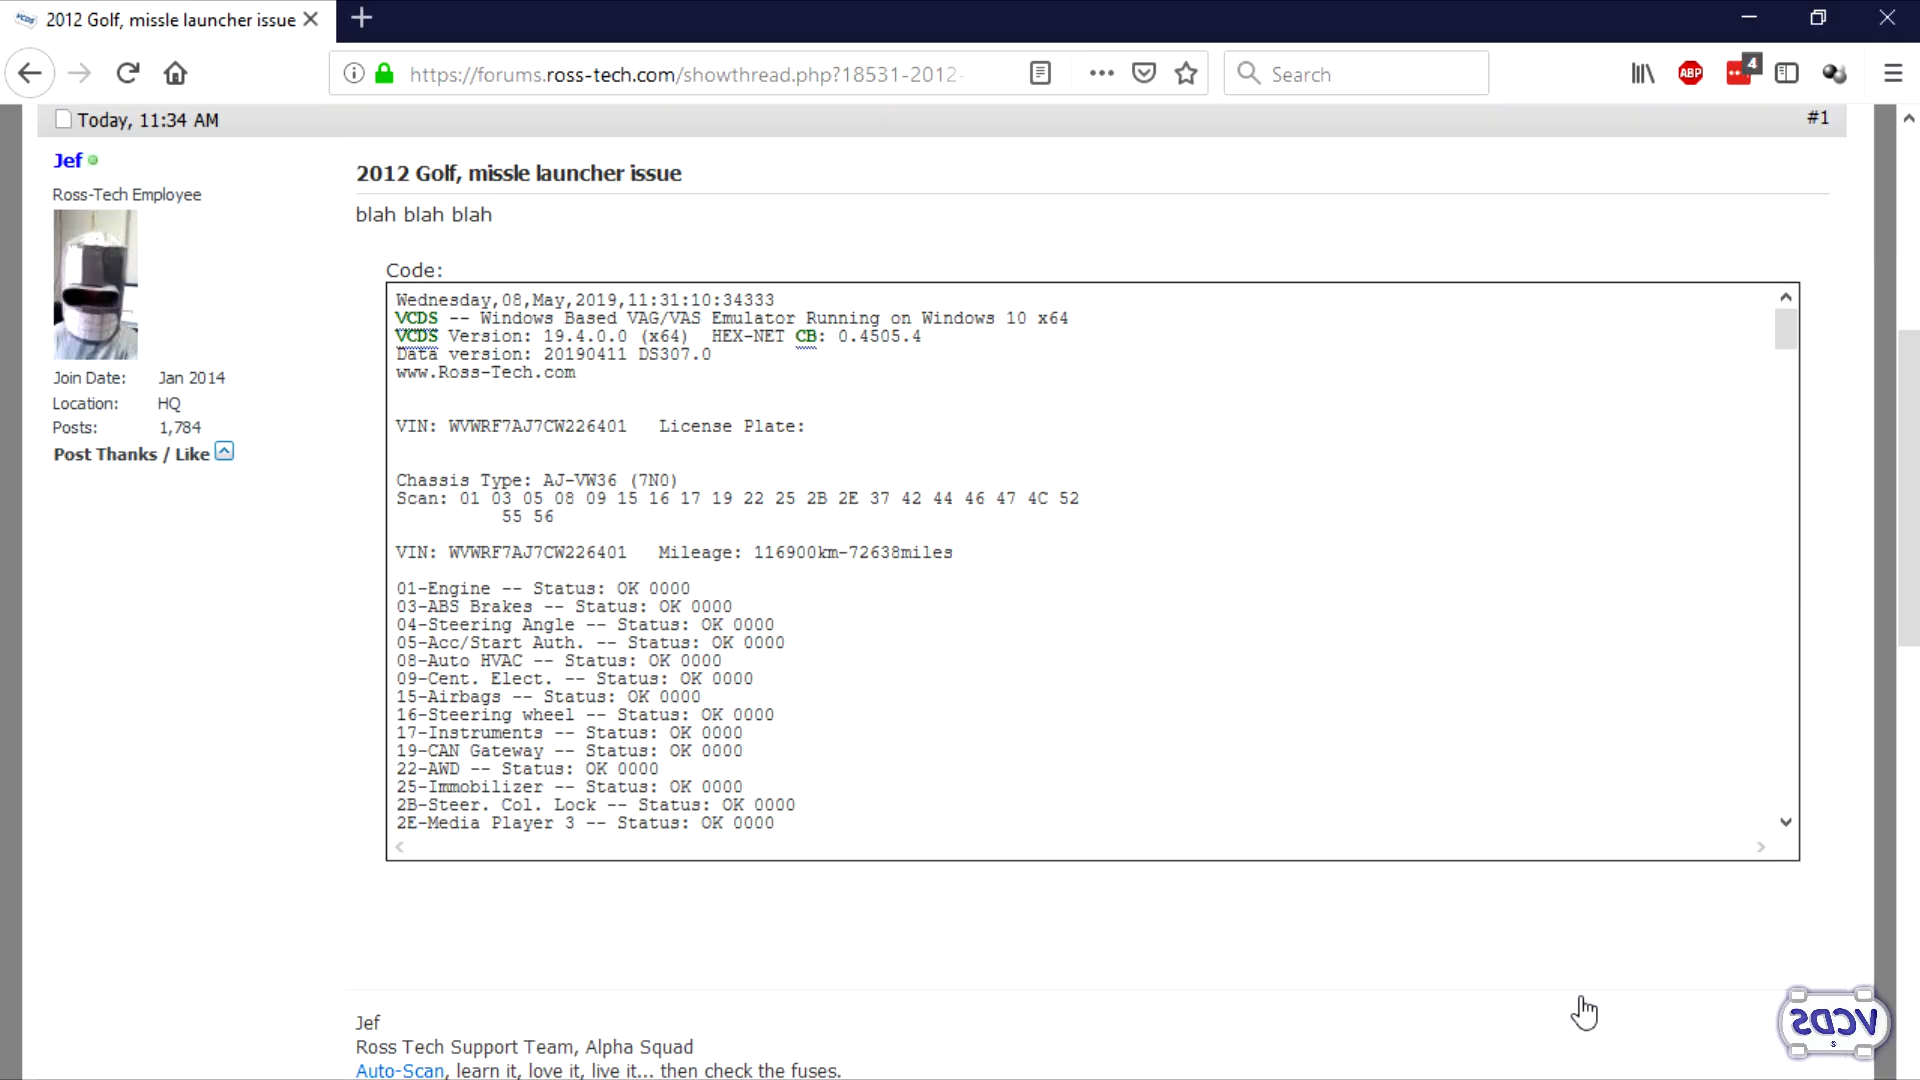 2012 Golf, missle launcher issue
https://forums.ross-tech.com/showthread.php?18531-2012-
Search
ABP
4
Today, 11:34 AM
#1
Jef
Ross-Tech Employee
Join Date: Jan 2014
Location: HQ
Posts: 1,784
Post Thanks / Like
2012 Golf, missle launcher issue
blah blah blah
Code:
Wednesday,08,May,2019,11:31:10:34333
VCDS -- Windows Based VAG/VAS Emulator Running on Windows 10 x64
VCDS Version: 19.4.0.0 (x64) HEX-NET CB: 0.4505.4
Data version: 20190411 DS307.0
www.Ross-Tech.com
VIN: WVWRF7AJ7CW226401 License Plate:
Chassis Type: AJ-VW36 (7N0)
Scan: 01 03 05 08 09 15 16 17 19 22 25 2B 2E 37 42 44 46 47 4C 52
55 56
VIN: WVWRF7AJ7CW226401 Mileage: 116900km-72638miles
01-Engine -- Status: OK 0000
03-ABS Brakes -- Status: OK 0000
04-Steering Angle -- Status: OK 0000
05-Acc/Start Auth. -- Status: OK 0000
08-Auto HVAC -- Status: OK 0000
09-Cent. Elect. -- Status: OK 0000
15-Airbags -- Status: OK 0000
16-Steering wheel -- Status: OK 0000
17-Instruments -- Status: OK 0000
19-CAN Gateway -- Status: OK 0000
22-AWD -- Status: OK 0000
25-Immobilizer -- Status: OK 0000
2B-Steer. Col. Lock -- Status: OK 0000
2E-Media Player 3 -- Status: OK 0000
Jef
Ross Tech Support Team, Alpha Squad
Auto-Scan, learn it, love it, live it... then check the fuses.
VCDS